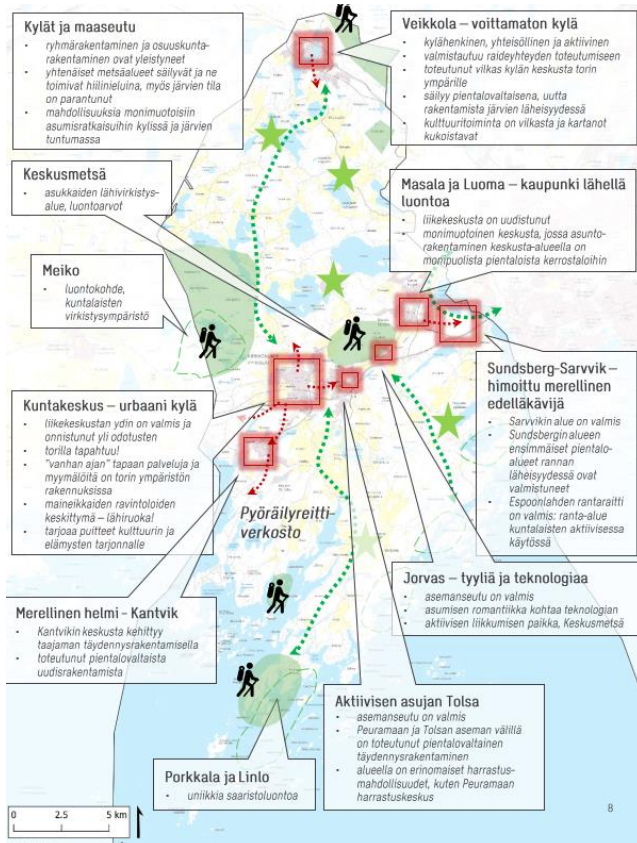 Kylät ja maaseutu
• ryhmärakentaminen ja osuuskunta-
rakentaminen ovat yleistyneet
• yhtenäiset metsäalueet säilyvät ja ne
toimivat hiilinieluina, myös järvien tila
on parantunut
• mahdollisuuksia monimuotoisiin
asumisratkaisuihin kylissä ja järvien
tuntumassa
Keskusmetsä
• asukkaiden lähivirkistys-
alue, luontoarvot
Meiko
• luontokohde,
kuntalaisten
virkistysympäristö
Kuntakeskus – urbaani kylä
• liikekeskustan ydin on valmis ja
onnistunut yli odotusten
• torilla tapahtuu!
• "vanhan ajan" tapaan palveluja ja
myymälöitä on torin ympäristön
rakennuksissa
• maineikkaiden ravintoloiden
keskittymä – lähiruoka!
• tarjoaa puitteet kulttuurin ja
elämysten tarjonnalle
Merellinen helmi - Kantvik
• Kantvikin keskusta kehittyy
taajaman täydennysrakentamisella
• toteutunut pientalovaltaista
uudisrakentamista
Porkkala ja Linlo
• uniikkia saaristoluontoa
Pyöräilyreitti-
verkosto
Veikkola – voittamaton kylä
• kylähenkinen, yhteisöllinen ja aktiivinen
• valmistautuu raideyhteyden toteutumiseen
• toteutunut vilkas kylän keskusta torin
ympärille
• säilyy pientalovaltaisena, uutta
rakentamista järvien läheisyydessä
• kulttuuritoiminta on vilkasta ja kartanot
kukoistavat
Masala ja Luoma – kaupunki lähellä
luontoa
• liikekeskusta on uudistunut
• monimuotoinen keskusta, jossa asunto-
rakentaminen keskusta-alueella on
monipuolista pientaloista kerrostaloihin
Sundsberg-Sarvvik –
himoittu merellinen
edelläkävijä
• Sarvvikin alue on valmis
• Sundsbergin alueen
ensimmäiset pientalo-
alueet rannan
läheisyydessä ovat
valmistuneet
• Espoonlahden rantaraitti
on valmis: ranta-alue
kuntalaisten aktiivisessa
käytössä
Jorvas – tyyliä ja teknologiaa
• asemanseutu on valmis
• asumisen romantiikka kohtaa teknologian
• aktiivisen liikkumisen paikka, Keskusmetsä
Aktiivisen asujan Tolsa
• asemanseutu on valmis
• Peuramaan ja Tolsan aseman välillä
on toteutunut pientalovaltainen
täydennysrakentaminen
• alueella on erinomaiset harrastus-
mahdollisuudet, kuten Peuramaan
harrastuskeskus
0 2.5 5 km
8